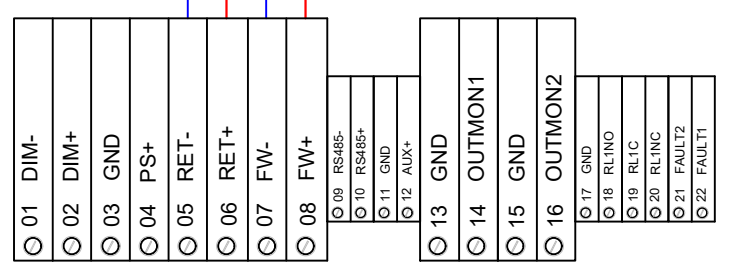 01 DIM-
02 DIM+
03 GND
04 PS+
05 RET-
06 RET+
07 FW-
08 FW+
09 RS485-
10 RS485+
11 GND
12 AUX+
13 GND
14 OUTMON1
15 GND
16 OUTMON2
17 GND
18 RL1NO
19 RL1C
20 RL1NC
21 FAULT2
22 FAULT1